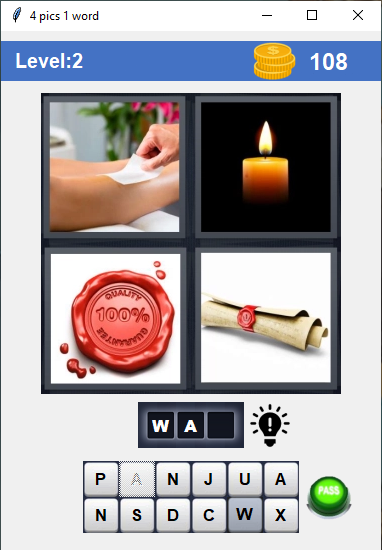 4 pics 1 word
Level:2
108
QUALITY
100%
GUARANTEE
W A
P A N J U A
N S D C W X
PASS